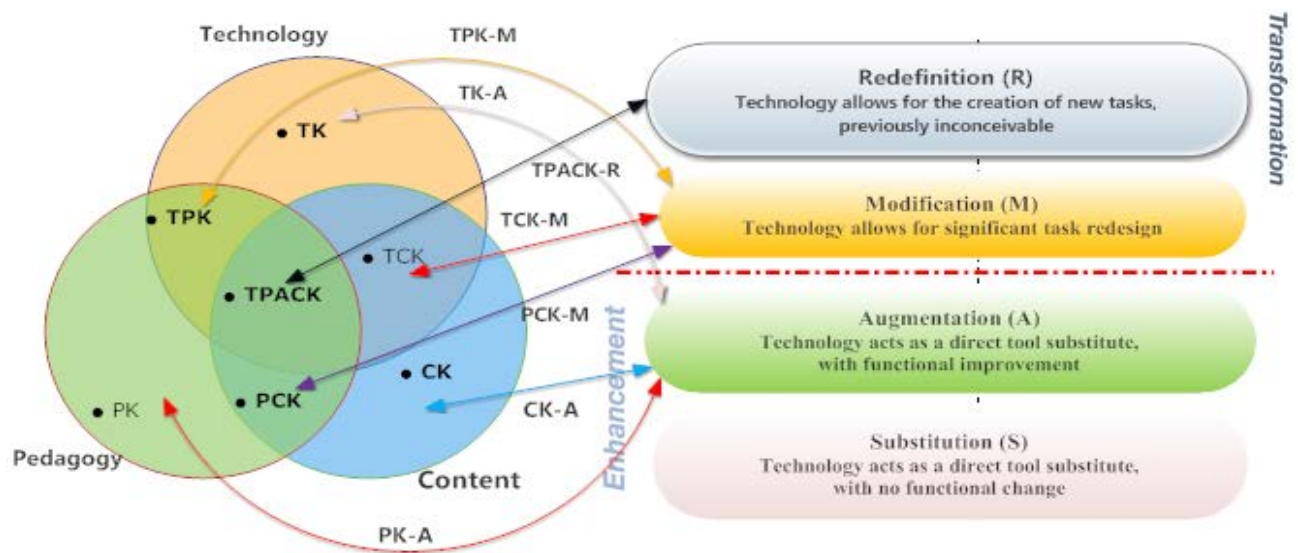 Technology
TPK-M
TK-A
TPACK-R
TCK-M
PCK-M
CK-A
PK-A
TK
TPK
TCK
TPACK
CK
PCK
PK
Pedagogy
Content
Transformation
Enhancement
Redefinition (R)
Technology allows for the creation of new tasks,
previously inconceivable
Modification (M)
Technology allows for significant task redesign
Augmentation (A)
Technology acts as a direct tool substitute,
with functional improvement
Substitution (S)
Technology acts as a direct tool substitute,
with no functional change